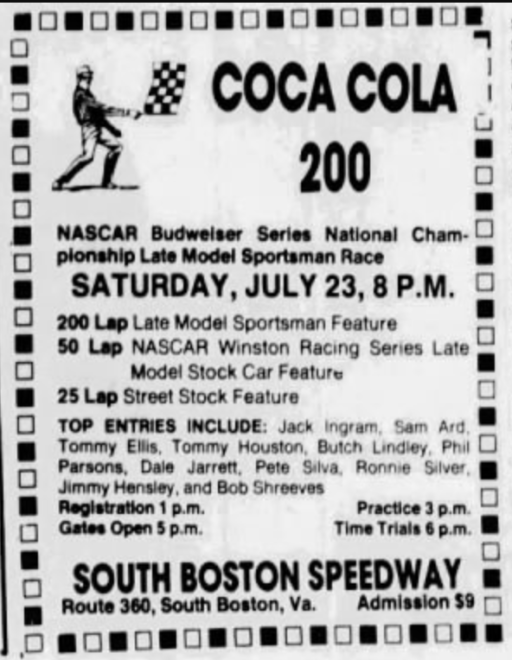 COCA COLA
200
NASCAR Budweiser Series National Cham-
pionship Late Model Sportsman Race
SATURDAY, JULY 23, 8 P.M.
200 Lap Late Model Sportsman Feature
50 Lap NASCAR Winston Racing Series Late
Model Stock Car Feature
25 Lap Street Stock Feature
TOP ENTRIES INCLUDE: Jack Ingram, Sam Ard,
Tommy Ellis, Tommy Houston, Butch Lindley, Phil
Parsons, Dale Jarrett, Pete Silva, Ronnie Silver,
Jimmy Hensley, and Bob Shreeves
Registration 1 p.m. Practice 3 p.m.
Gates Open 5 p.m. Time Trials 6 p.m.
SOUTH BOSTON SPEEDWAY
Route 360, South Boston, Va. Admission $9